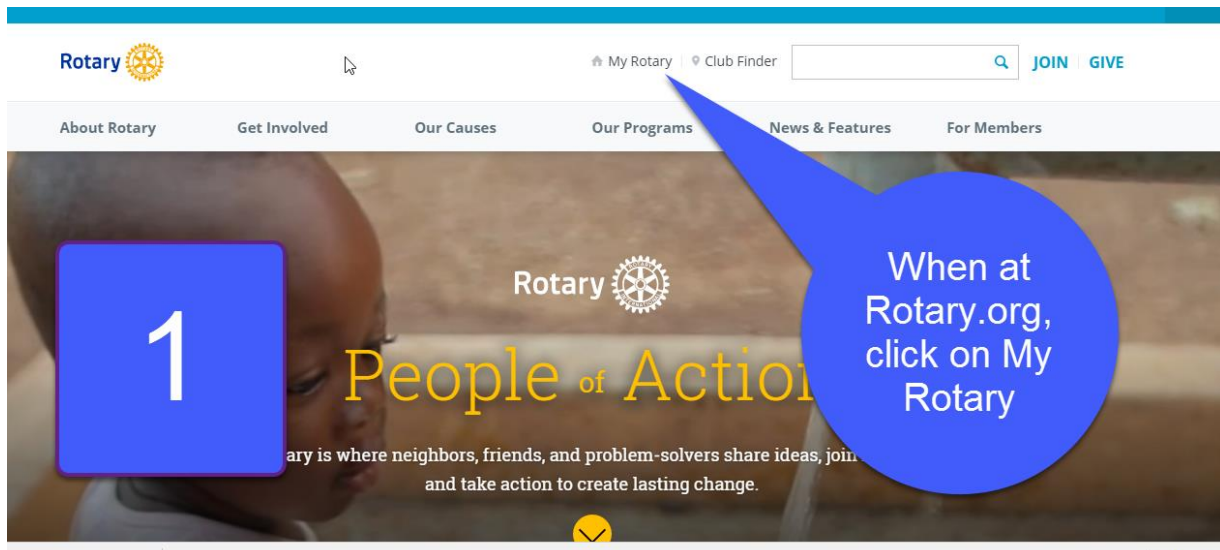 Rotary
My Rotary Club Finder
JOIN GIVE
About Rotary Get Involved Our Causes Our Programs News & Features For Members
1
Rotary
People of Actio
ary is where neighbors, friends, and problem-solvers share ideas, join
and take action to create lasting change.
When at
Rotary.org,
click on My
Rotary